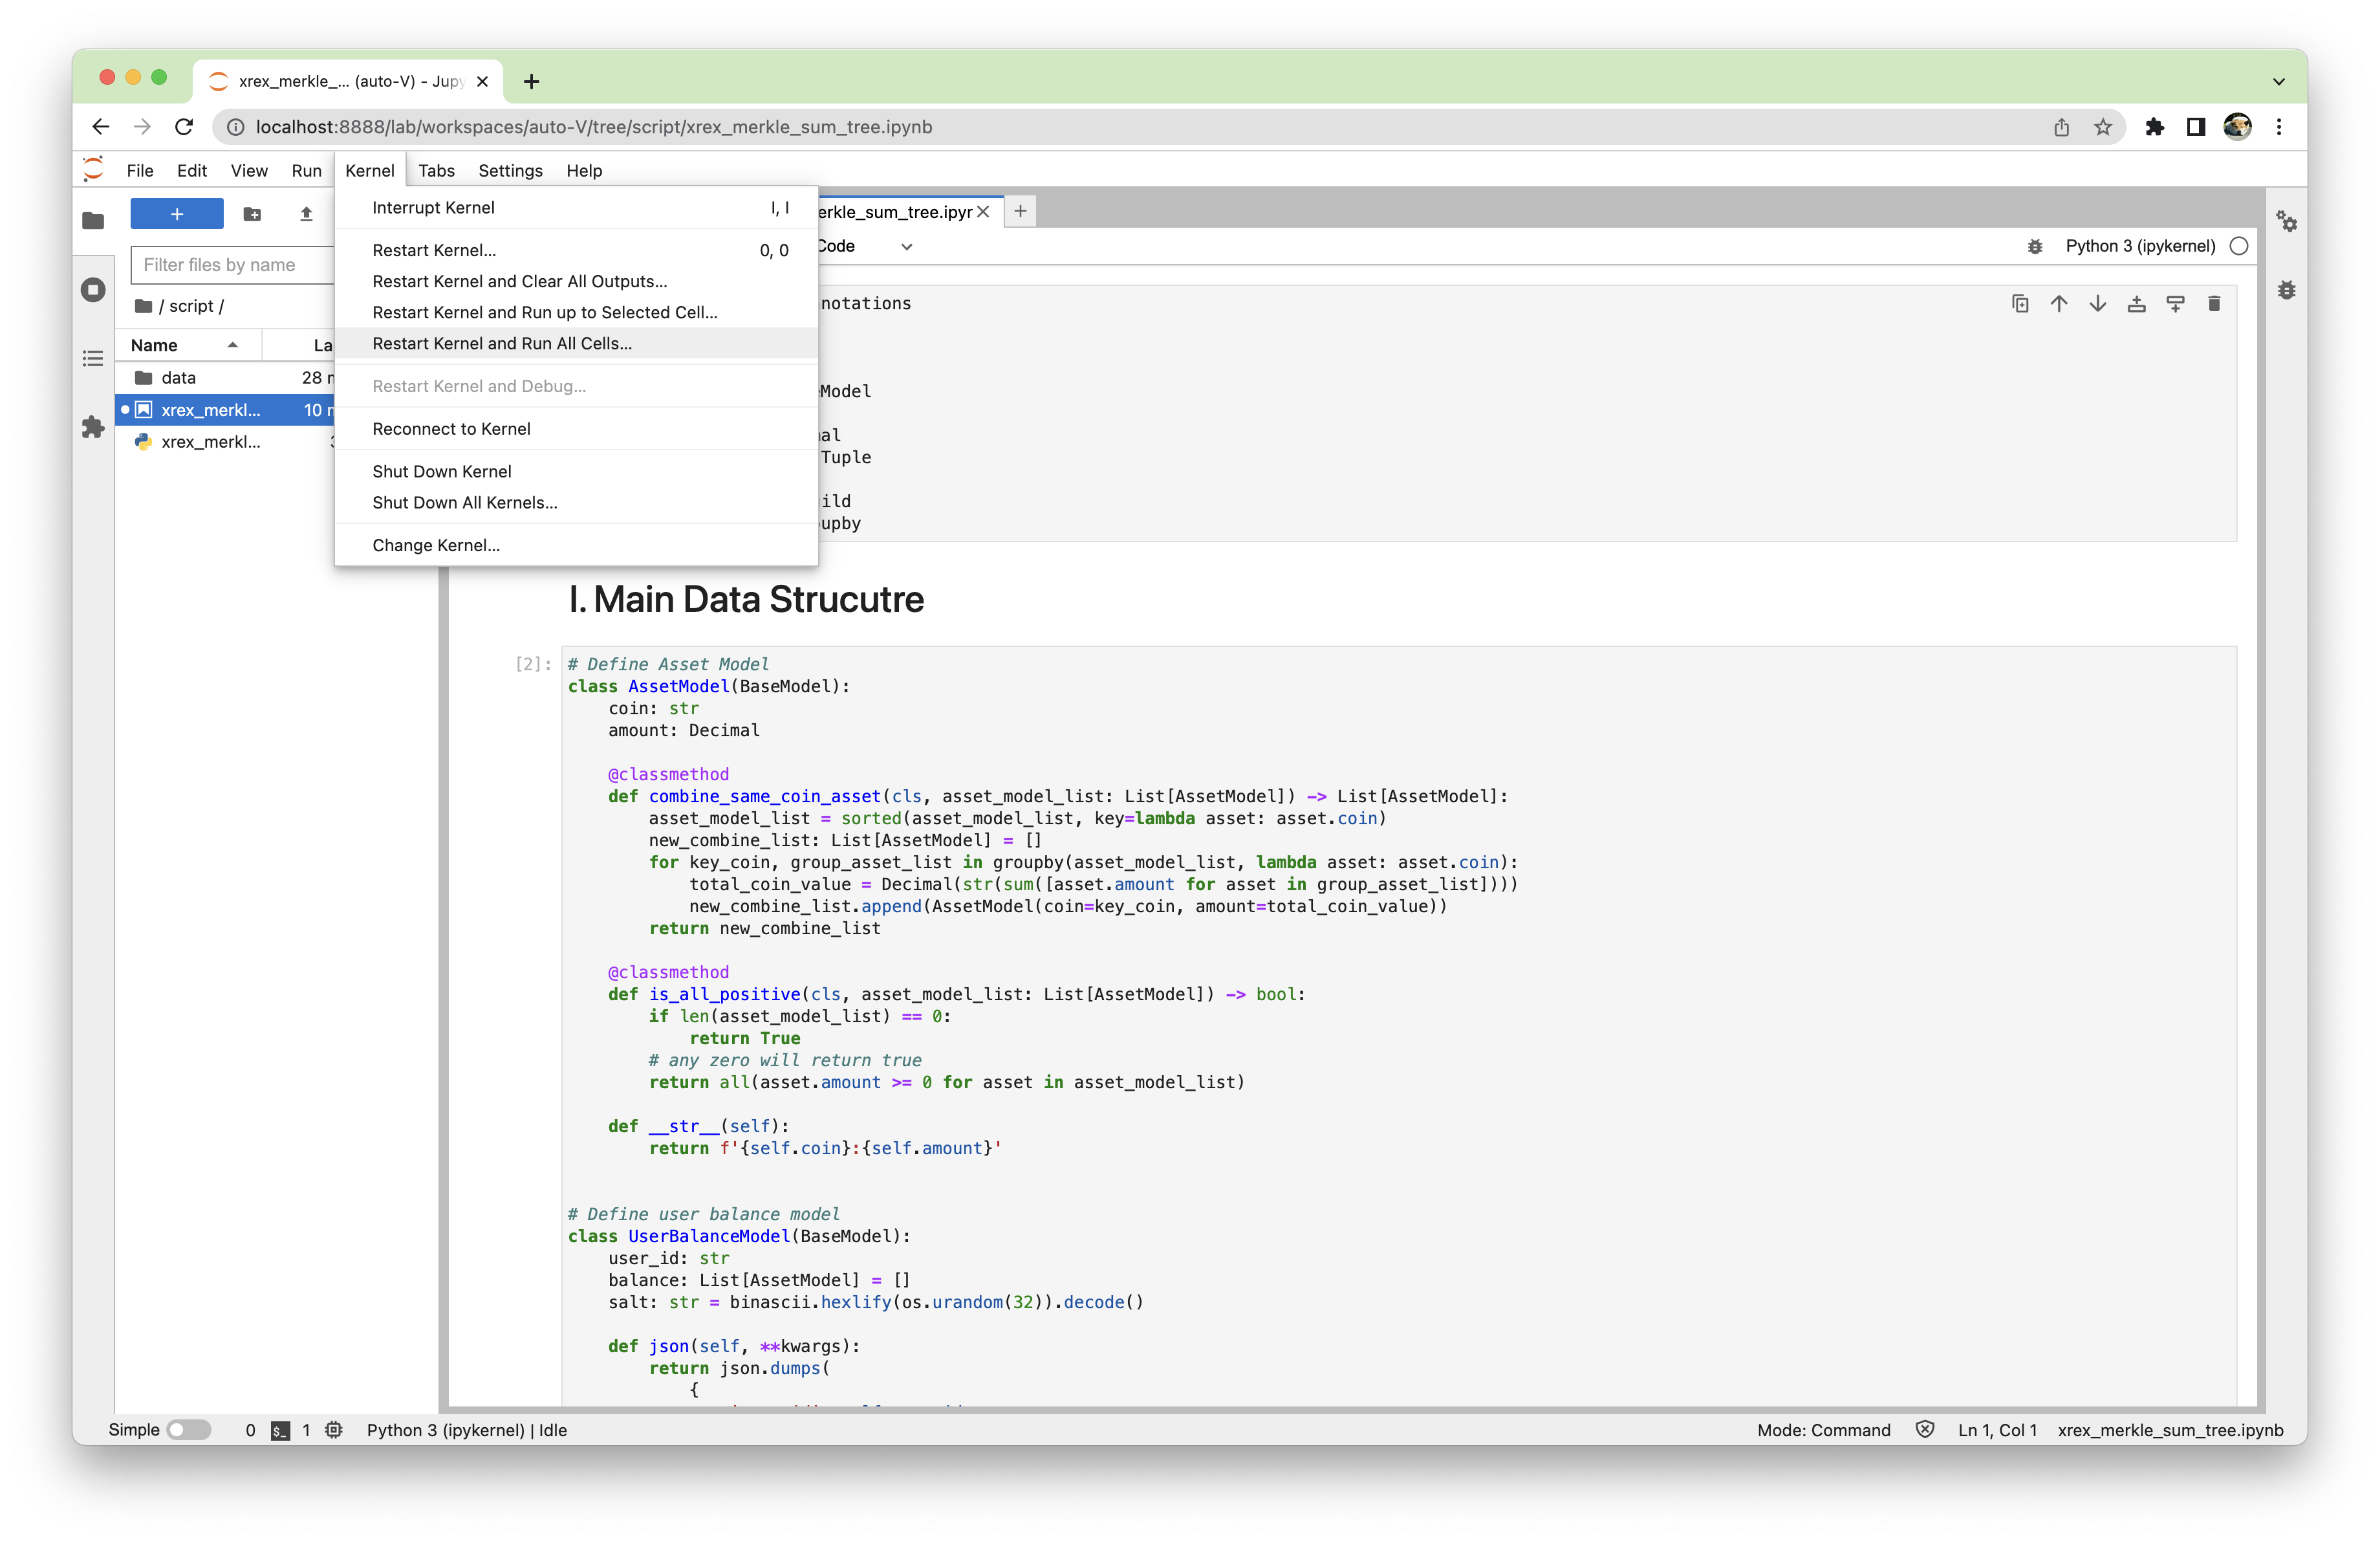 xrex_merkle_... (auto-V) - Jupy
localhost:8888/lab/workspaces/auto-V/tree/script/xrex_merkle_sum_tree.ipynb
File Edit View Run Kernel Tabs Settings Help
Interrupt Kernel I, I
Restart Kernel... 0, 0
Restart Kernel and Clear All Outputs...
Restart Kernel and Run up to Selected Cell...
Restart Kernel and Run All Cells...
Restart Kernel and Debug...
Reconnect to Kernel
Shut Down Kernel
Shut Down All Kernels...
Change Kernel...
+
Filter files by name
/ script /
Name La
data 28 m
xrex_merkl... 10 m
xrex_merkl...
erkle_sum_tree.ipyr
Code
Python 3 (ipykernel)
notations
eModel
al
Tuple
ild
upby
I. Main Data Strucutre
[2]: # Define Asset Model
class AssetModel(BaseModel):
    coin: str
    amount: Decimal
    @classmethod
    def combine_same_coin_asset(cls, asset_model_list: List[AssetModel]) -> List[AssetModel]:
        asset_model_list = sorted(asset_model_list, key=lambda asset: asset.coin)
        new_combine_list: List[AssetModel] = []
        for key_coin, group_asset_list in groupby(asset_model_list, lambda asset: asset.coin):
            total_coin_value = Decimal(str(sum([asset.amount for asset in group_asset_list])))
            new_combine_list.append(AssetModel(coin=key_coin, amount=total_coin_value))
        return new_combine_list
    @classmethod
    def is_all_positive(cls, asset_model_list: List[AssetModel]) -> bool:
        if len(asset_model_list) == 0:
            return True
        # any zero will return true
        return all(asset.amount >= 0 for asset in asset_model_list)
    def __str__(self):
        return f'{self.coin}:{self.amount}'
# Define user balance model
class UserBalanceModel(BaseModel):
    user_id: str
    balance: List[AssetModel] = []
    salt: str = binascii.hexlify(os.urandom(32)).decode()
    def json(self, **kwargs):
        return json.dumps(
            {
Simple 0 $_ 1 Python 3 (ipykernel) | Idle Mode: Command Ln 1, Col 1 xrex_merkle_sum_tree.ipynb